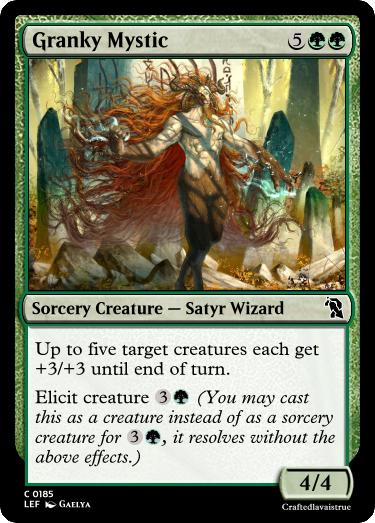 Granky Mystic 5
Sorcery Creature — Satyr Wizard
Up to five target creatures each get
+3/+3 until end of turn.
Elicit creature 3 (You may cast
this as a creature instead of as a sorcery
creature for 3 , it resolves without the
above effects.)
4/4
C 0185
LEF Gaelya
Craftedlavaistrue